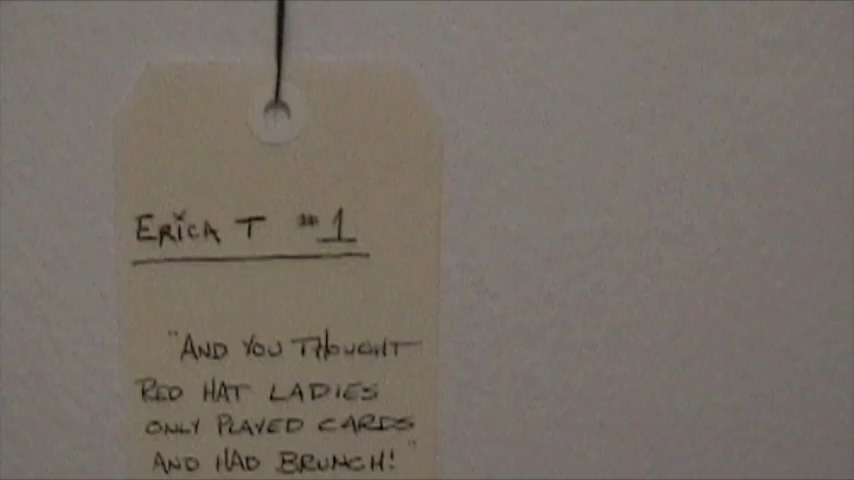 ERICA T #1
"AND YOU THOUGHT
RED HAT LADIES
ONLY PLAYED CARDS
AND HAD BRUNCH!"